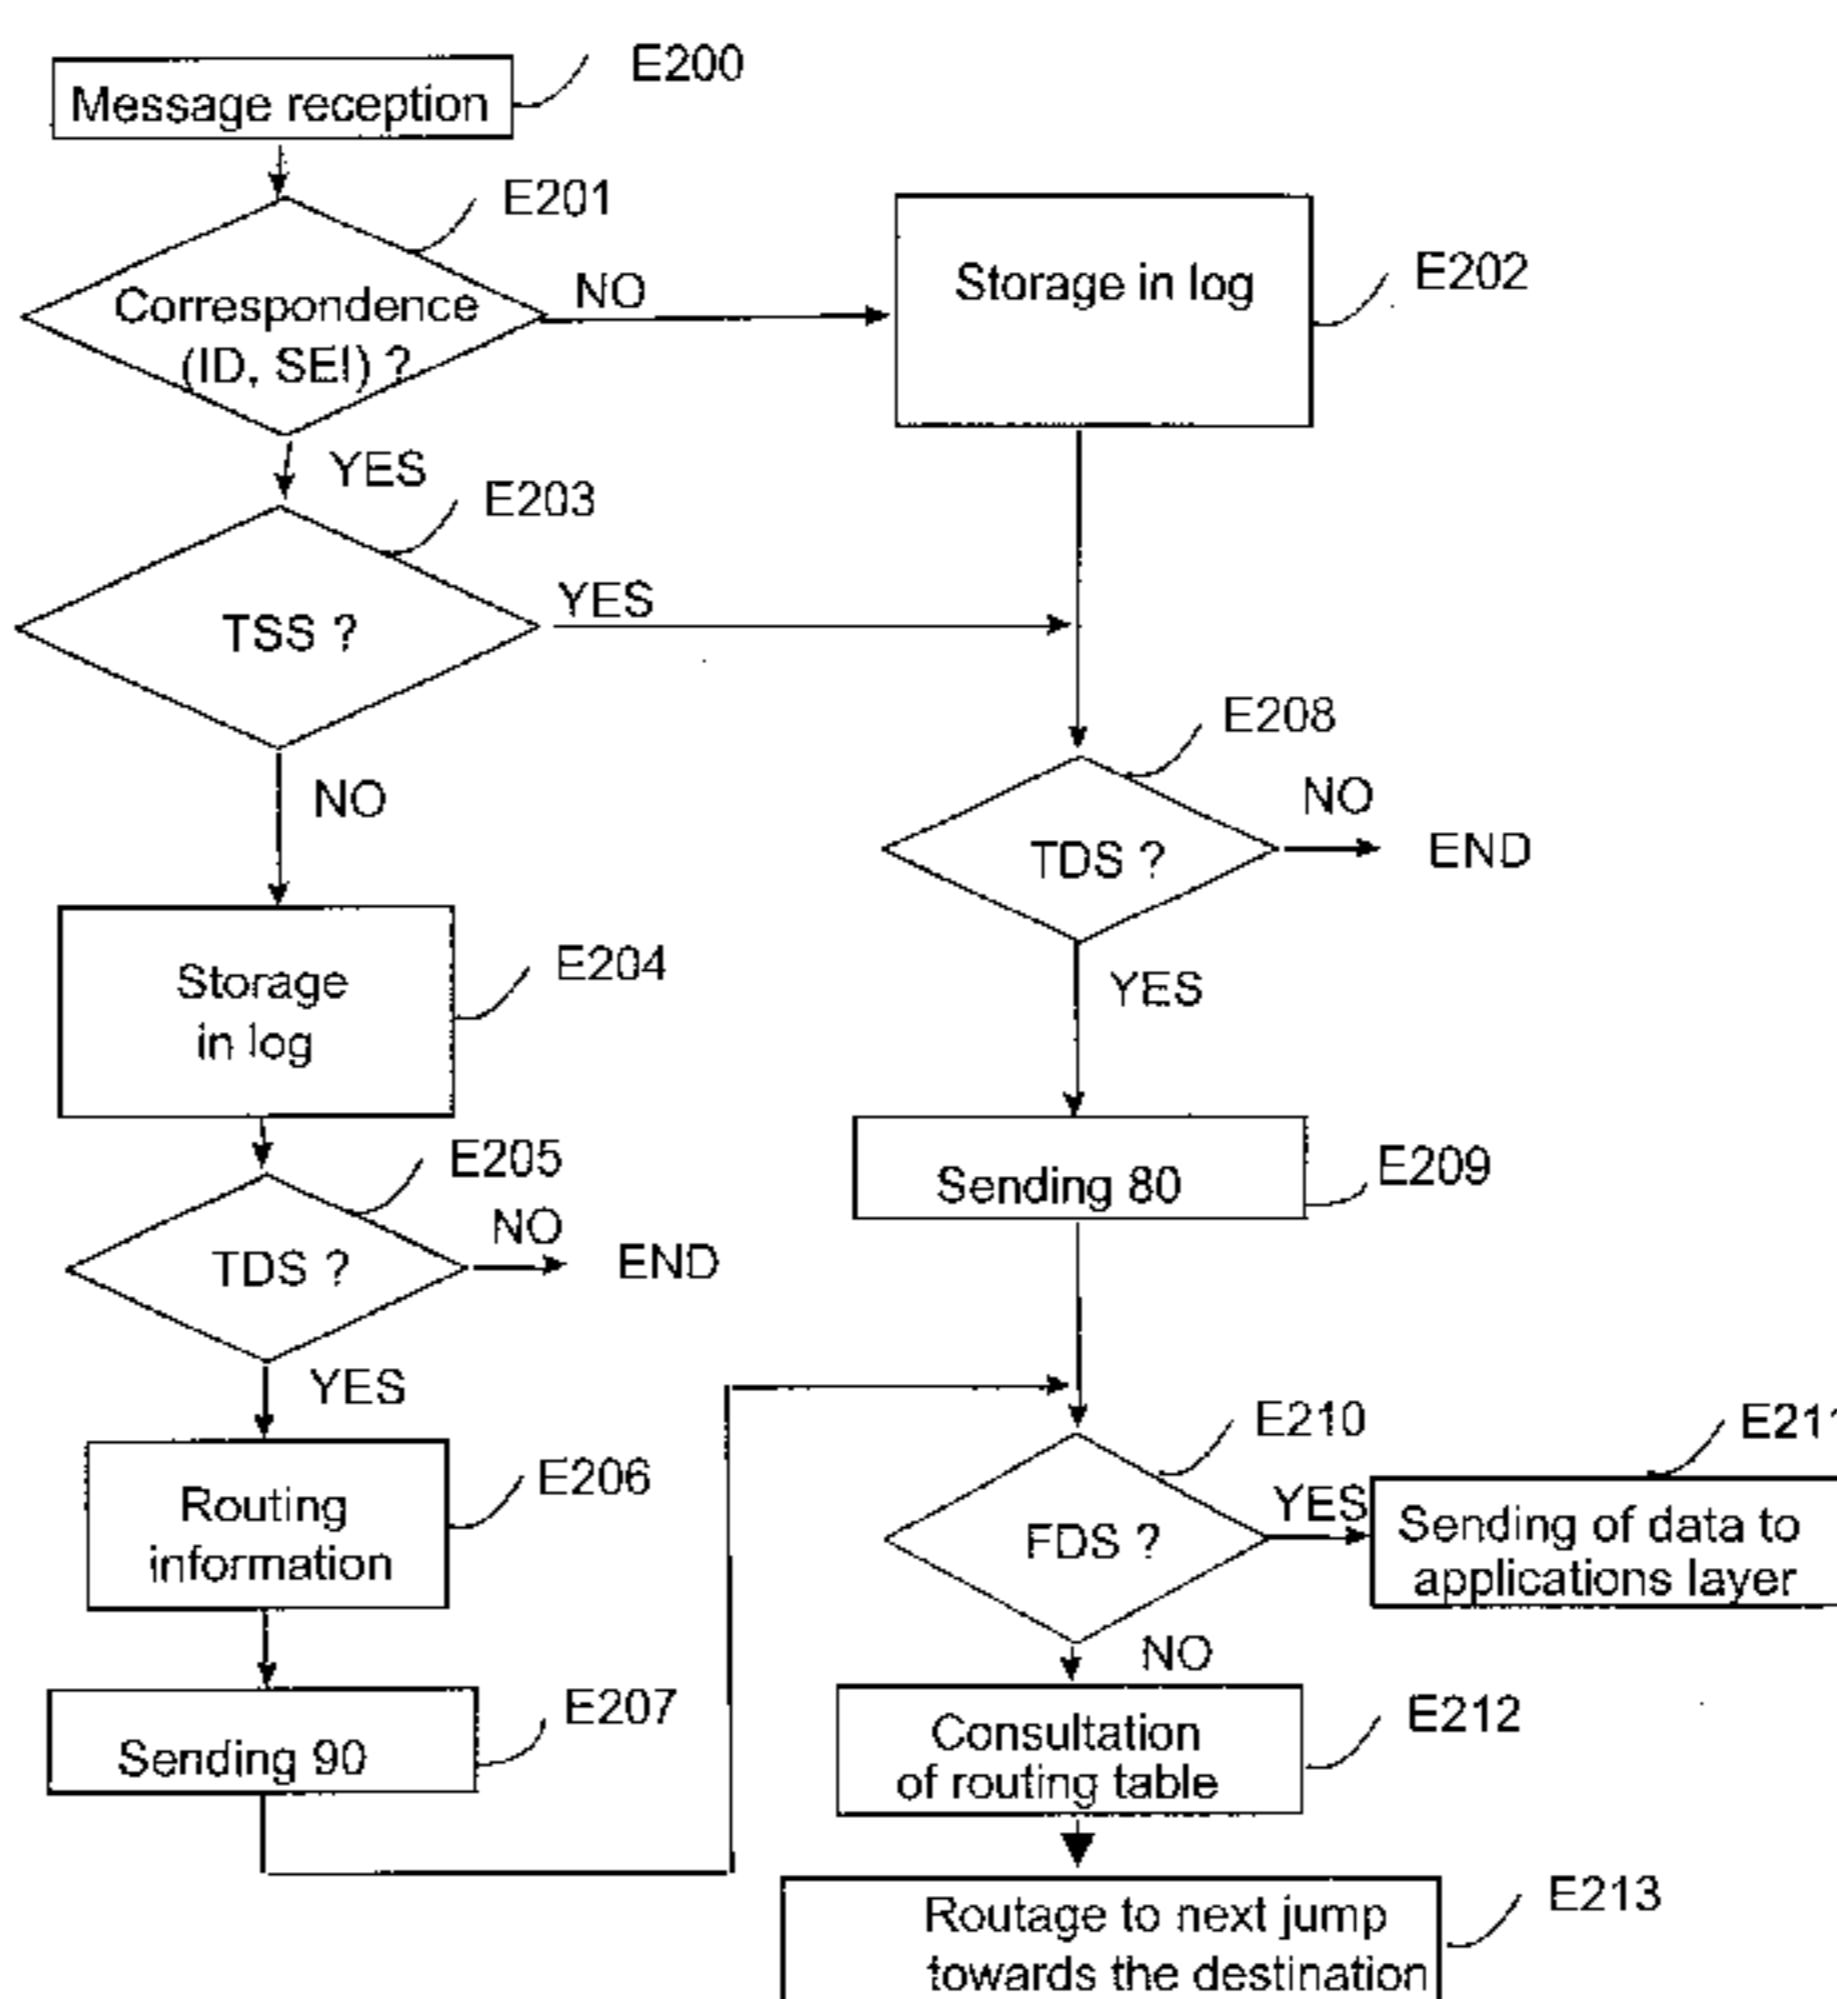 E200
Message reception
E201
Correspondence
(ID, SEI) ?
NO
Storage in log
E202
YES
E203
TSS ?
YES
NO
E208
TDS ?
NO
END
YES
Storage
in log
E204
E205
TDS ?
NO
END
YES
Sending 80
E209
Routing
information
E206
E210
FDS ?
YES
E211
Sending of data to
applications layer
NO
Sending 90
E207
Consultation
of routing table
E212
Routage to next jump
towards the destination
E213